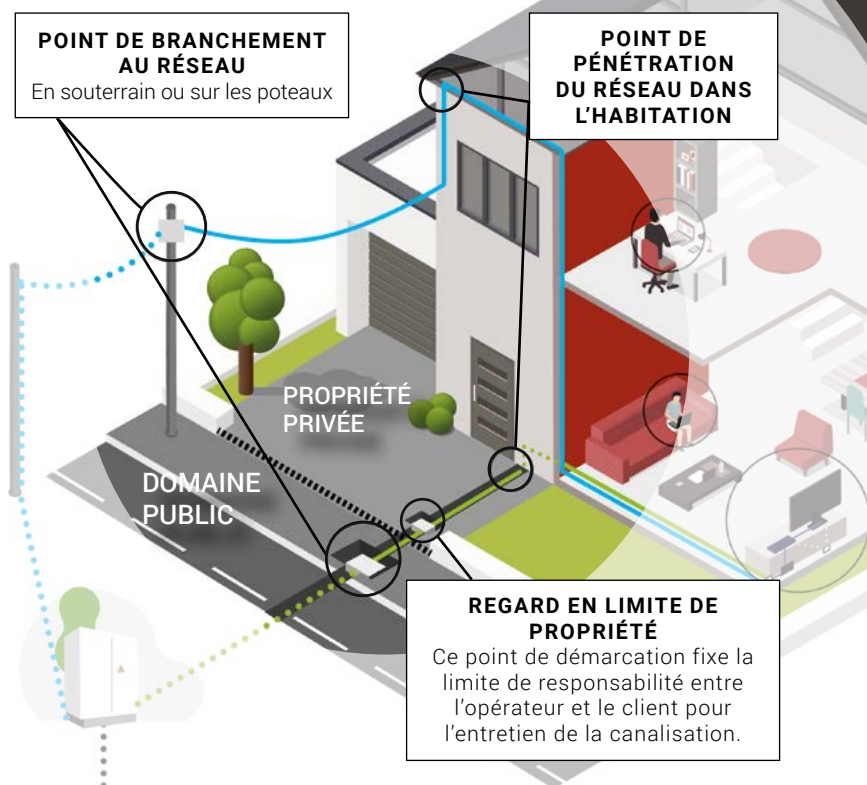 POINT DE BRANCHEMENT
AU RÉSEAU
En souterrain ou sur les poteaux
POINT DE
PÉNÉTRATION
DU RÉSEAU DANS
L'HABITATION
PROPRIÉTÉ
PRIVÉE
DOMAINE
PUBLIC
REGARD EN LIMITE DE
PROPRIÉTÉ
Ce point de démarcation fixe la
limite de responsabilité entre
l'opérateur et le client pour
l'entretien de la canalisation.